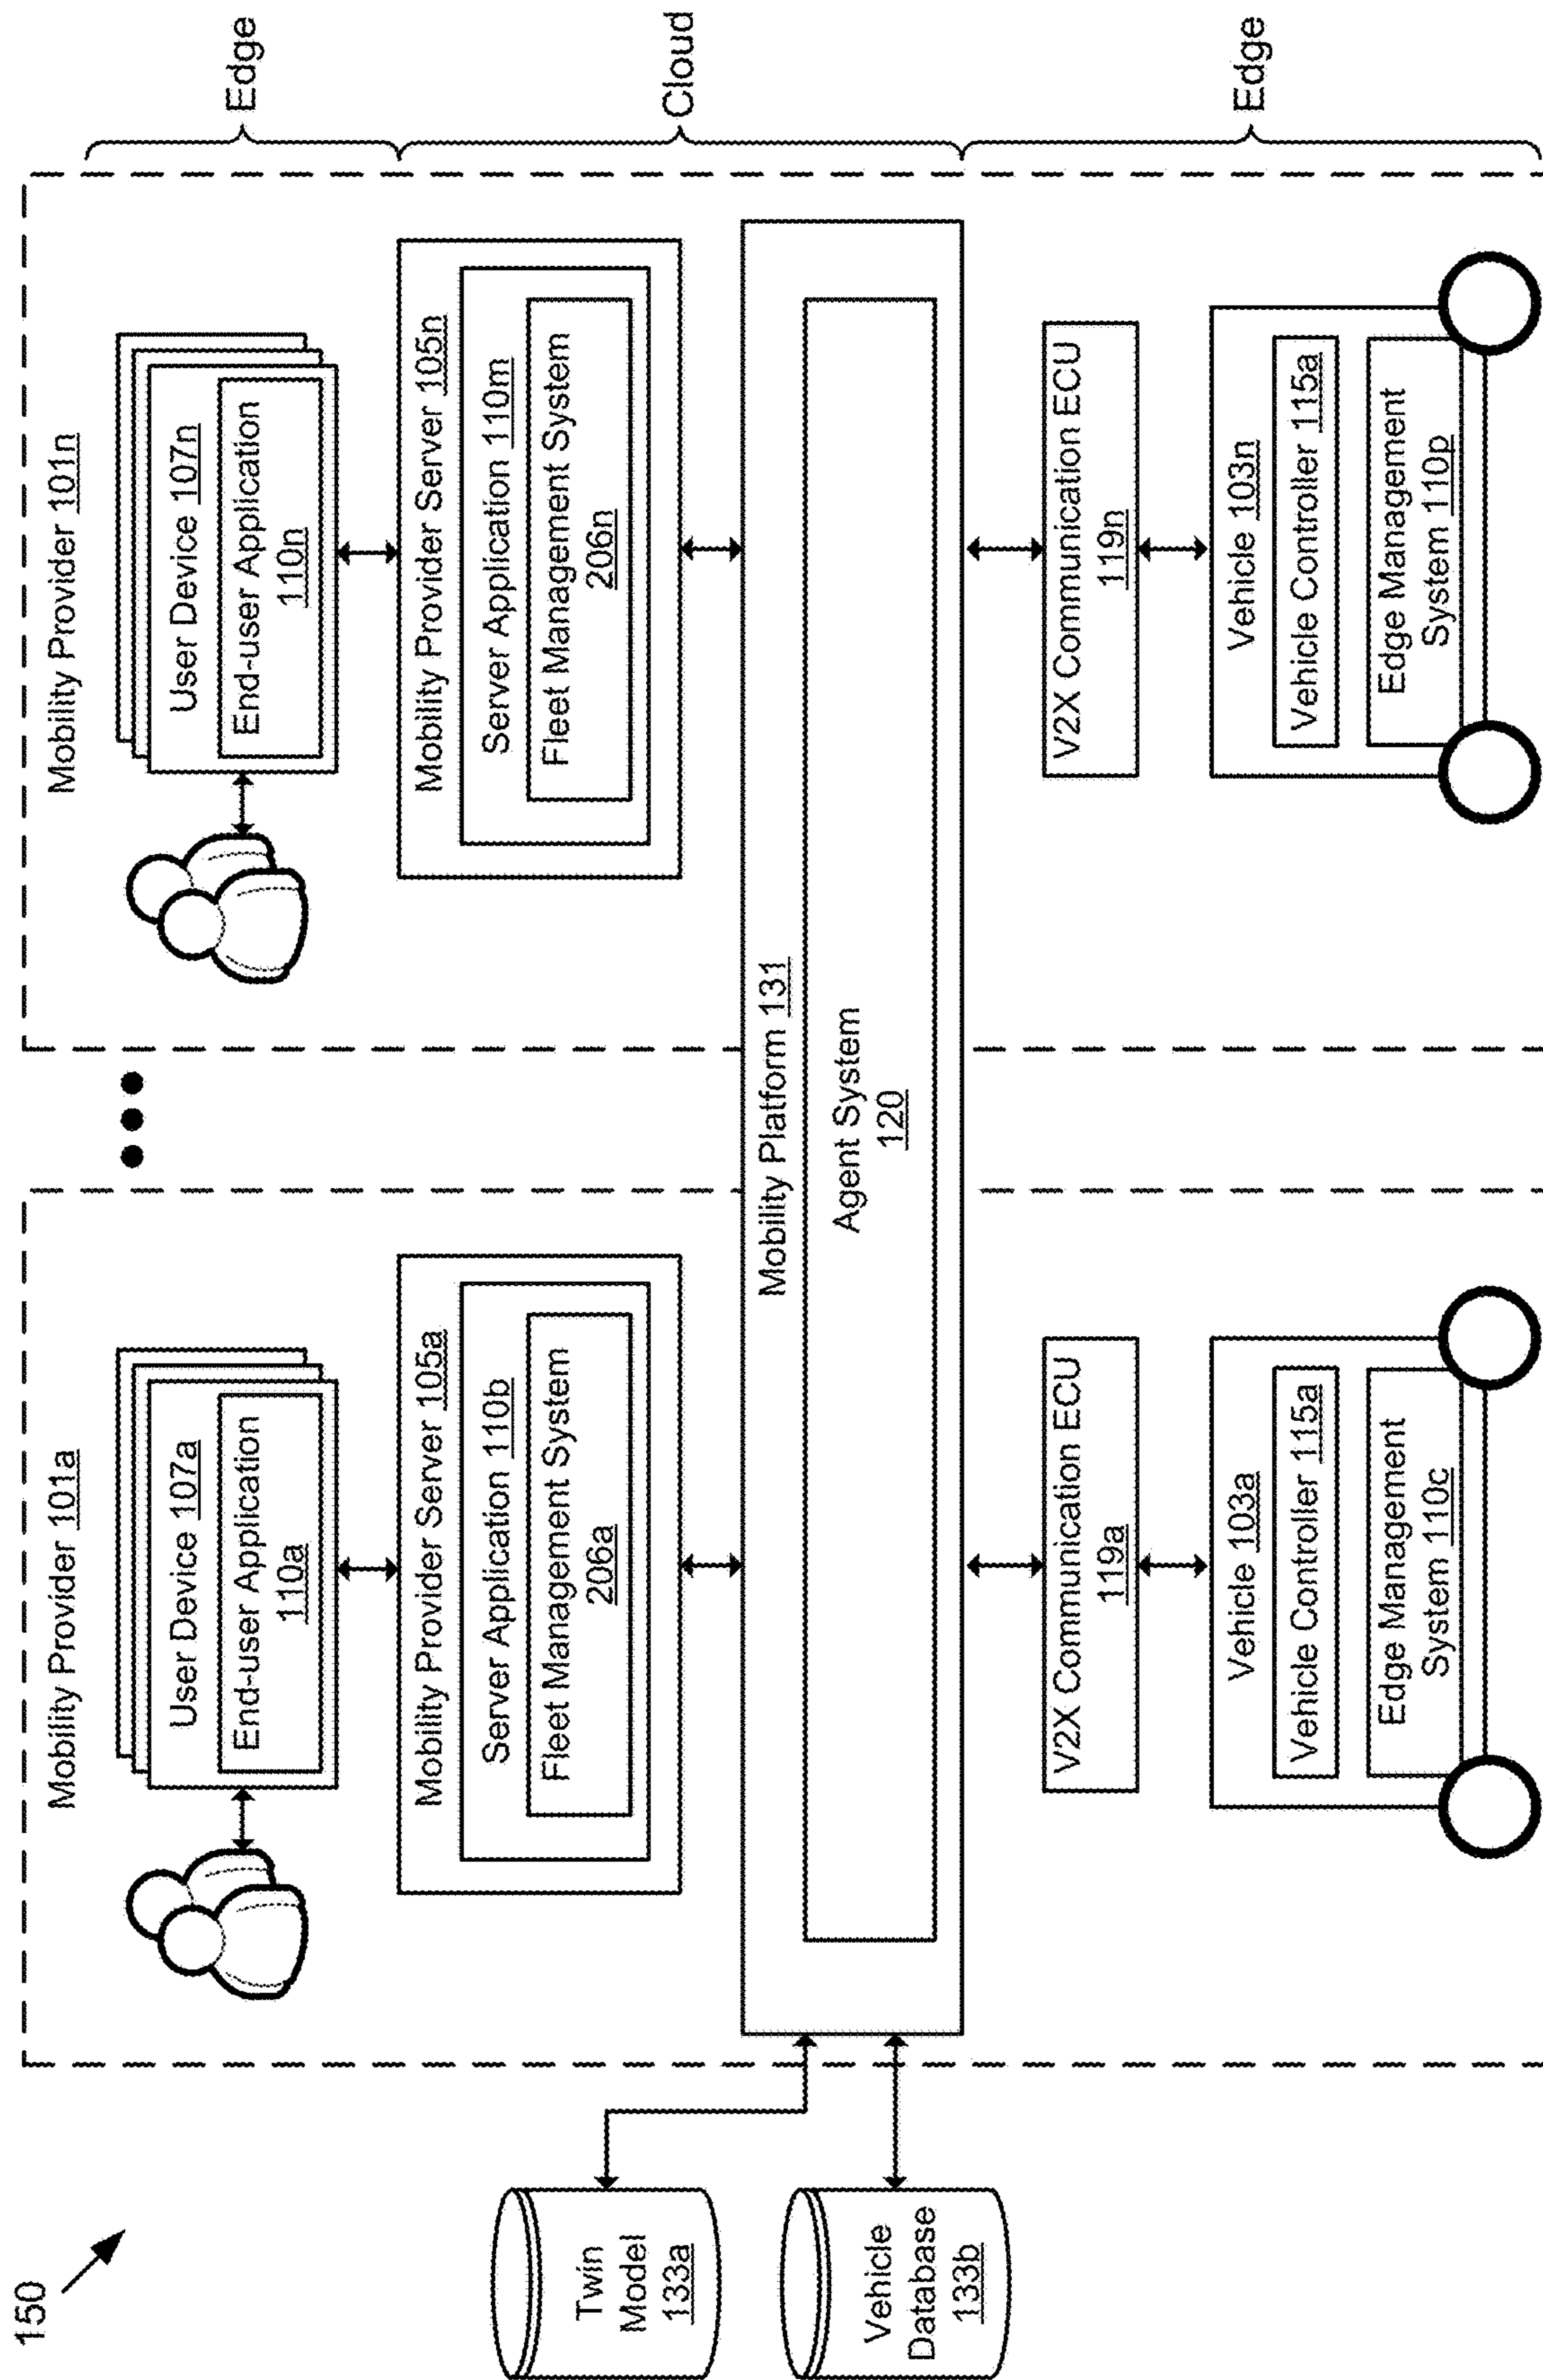 150
Mobility Provider 101a
User Device 107a
End-user Application
110a
Mobility Provider Server 105a
Server Application 110b
Fleet Management System
206a
Mobility Provider 101n
User Device 107n
End-user Application
110n
Mobility Provider Server 105n
Server Application 110m
Fleet Management System
206n
Edge
Cloud
Edge
Twin
Model
133a
Vehicle
Database
133b
Mobility Platform 131
Agent System
120
V2X Communication ECU
119a
Vehicle 103a
Vehicle Controller 115a
Edge Management
System 110c
V2X Communication ECU
119n
Vehicle 103n
Vehicle Controller 115a
Edge Management
System 110p